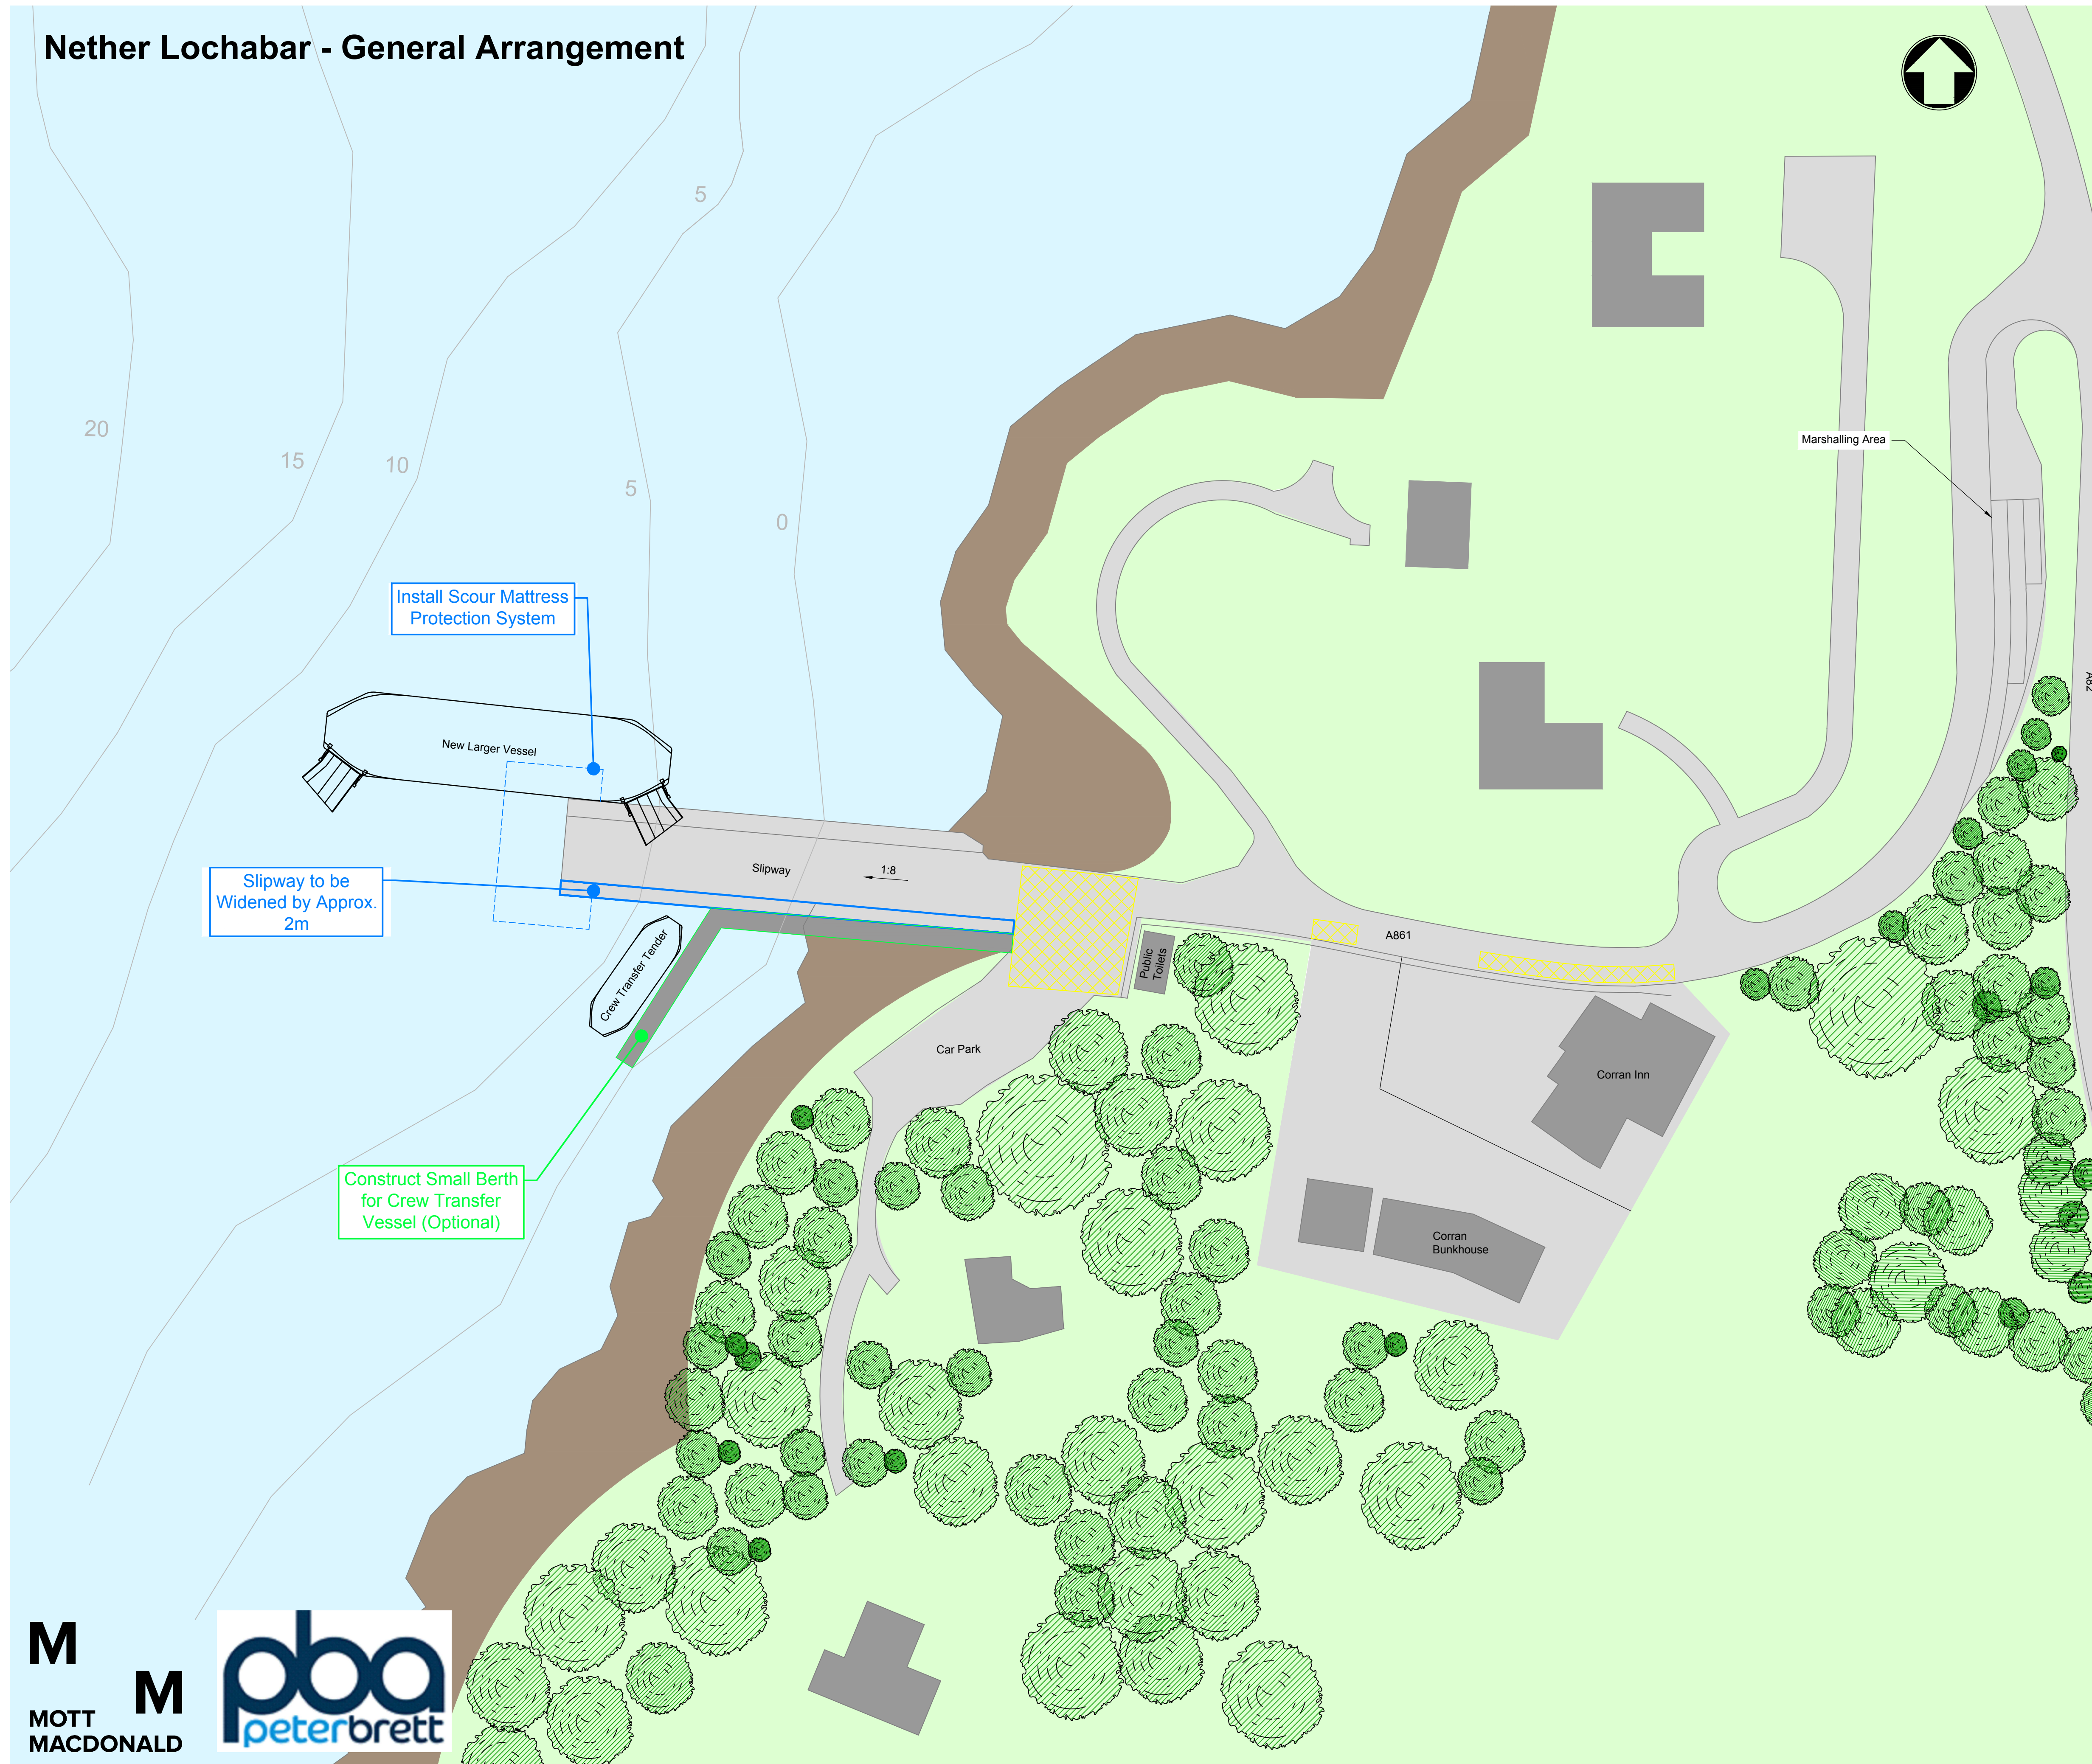 Nether Lochabar - General Arrangement
5
20
15
10
5
0
Marshalling Area
Install Scour Mattress
Protection System
A82
New Larger Vessel
Slipway
1:8
Slipway to be
Widened by Approx.
2m
Crew Transfer Tender
Public
Toilets
A861
Car Park
Corran Inn
Construct Small Berth
for Crew Transfer
Vessel (Optional)
Corran
Bunkhouse
M
M
MOTT
MACDONALD
pba
peterbrett